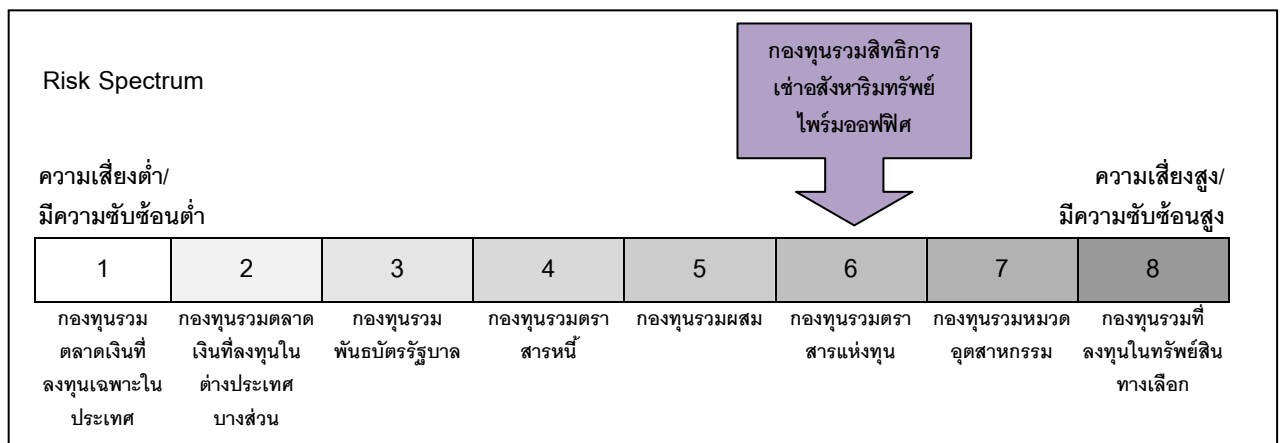 กองทุนรวมสิทธิการ
เช่าอสังหาริมทรัพย์
ไพร์มออฟฟิศ
Risk Spectrum
ความเสี่ยงต่ำ/
มีความซับซ้อนต่ำ
ความเสี่ยงสูง/
มีความซับซ้อนสูง
1 2 3 4 5 6 7 8
กองทุนรวม
ตลาดเงินที่
ลงทุนเฉพาะใน
ประเทศ
กองทุนรวมตลาด
เงินที่ลงทุนใน
ต่างประเทศ
บางส่วน
กองทุนรวม
พันธบัตรรัฐบาล
กองทุนรวมตรา
สารหนี้
กองทุนรวมผสม
กองทุนรวมตรา
สารแห่งทุน
กองทุนรวมหมวด
อุตสาหกรรม
กองทุนรวมที่
ลงทุนในทรัพย์สิน
ทางเลือก